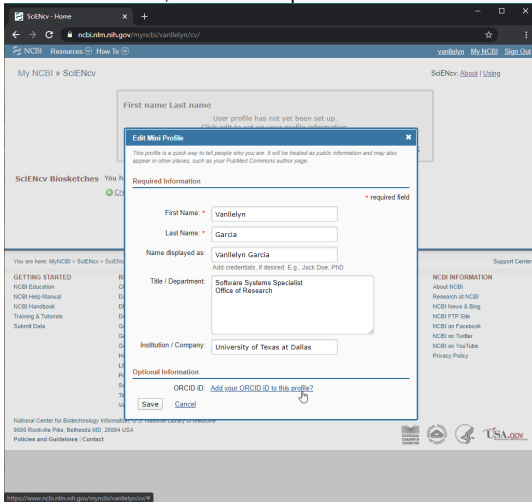 SciENcv - Home
ncbi.nlm.nih.gov/myncbi/vanllelyn/cv/
NCBI Resources How To vanllelyn My NCBI Sign Out
My NCBI » SciENcv SciENcv: About | Using
First name Last name
User profile has not yet been set up.
Edit Mini Profile
This profile is a quick way to tell people who you are. It will be treated as public information and may also
appear in other places, such as your PubMed Commons author page.
SciENcv Biosketches You h
Required Information
* required field
First Name: * Vanllelyn
Last Name: * Garcia
Name displayed as: Vanllelyn Garcia
Add credentials, if desired. E.g., Jack Doe, PhD
Title / Department: Software Systems Specialist
Office of Research
Institution / Company: University of Texas at Dallas
Optional Information
ORCID iD: Add your ORCID iD to this profile?
Save Cancel
You are here: MyNCBI > SciENcv > Support Center
GETTING STARTED
NCBI Education
NCBI Help Manual
NCBI Handbook
Training & Tutorials
Submit Data
NCBI INFORMATION
About NCBI
Research at NCBI
NCBI News & Blog
NCBI FTP Site
NCBI on Facebook
NCBI on Twitter
NCBI on YouTube
Privacy Policy
National Center for Biotechnology Information, U.S. National Library of Medicine
8600 Rockville Pike, Bethesda MD, 20894 USA
Policies and Guidelines | Contact
USA.gov
https://www.ncbi.nlm.nih.gov/myncbi/vanllelyn/cv/#